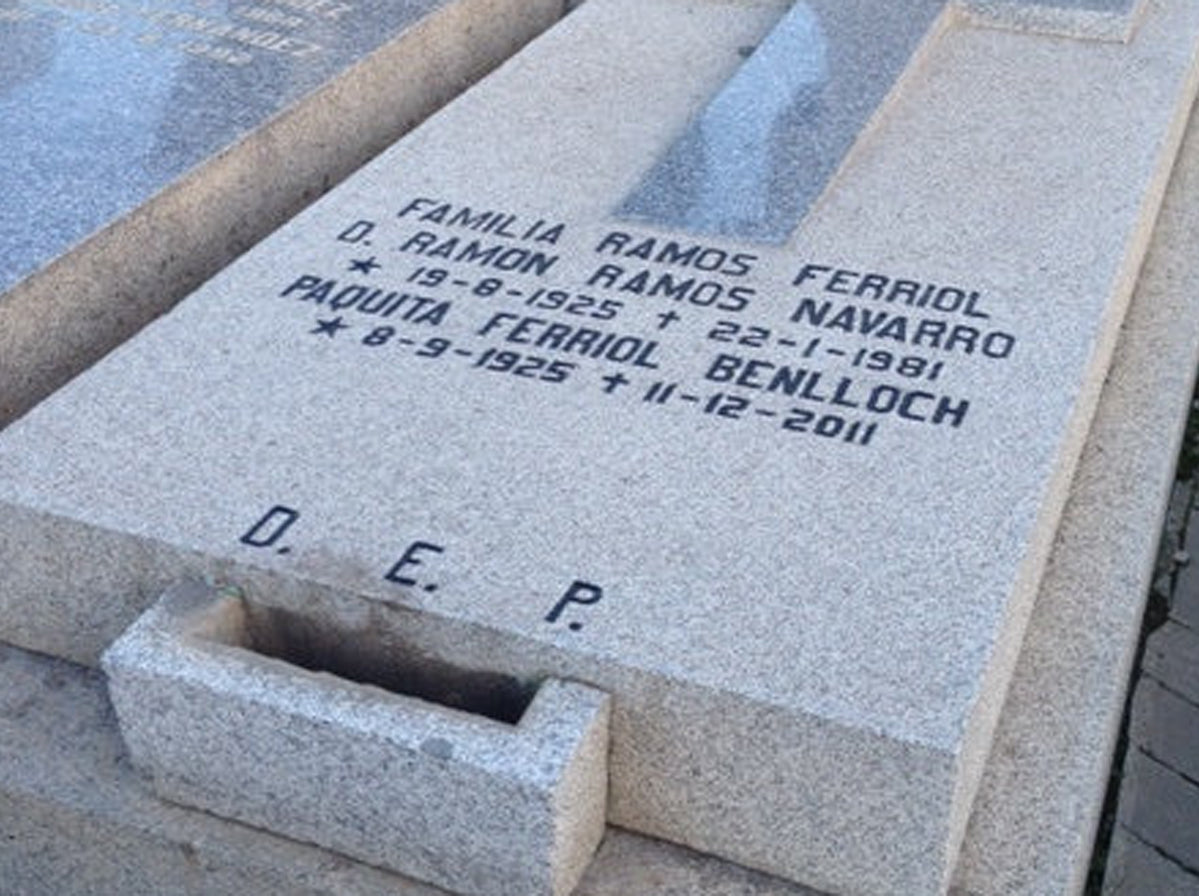 FAMILIA RAMOS FERRIOL
D. RAMON RAMOS NAVARRO
★ 19-8-1925 ✝ 22-1-1981
PAQUITA FERRIOL BENLLOCH
★ 8-9-1925 ✝ 11-12-2011
D. E. P.